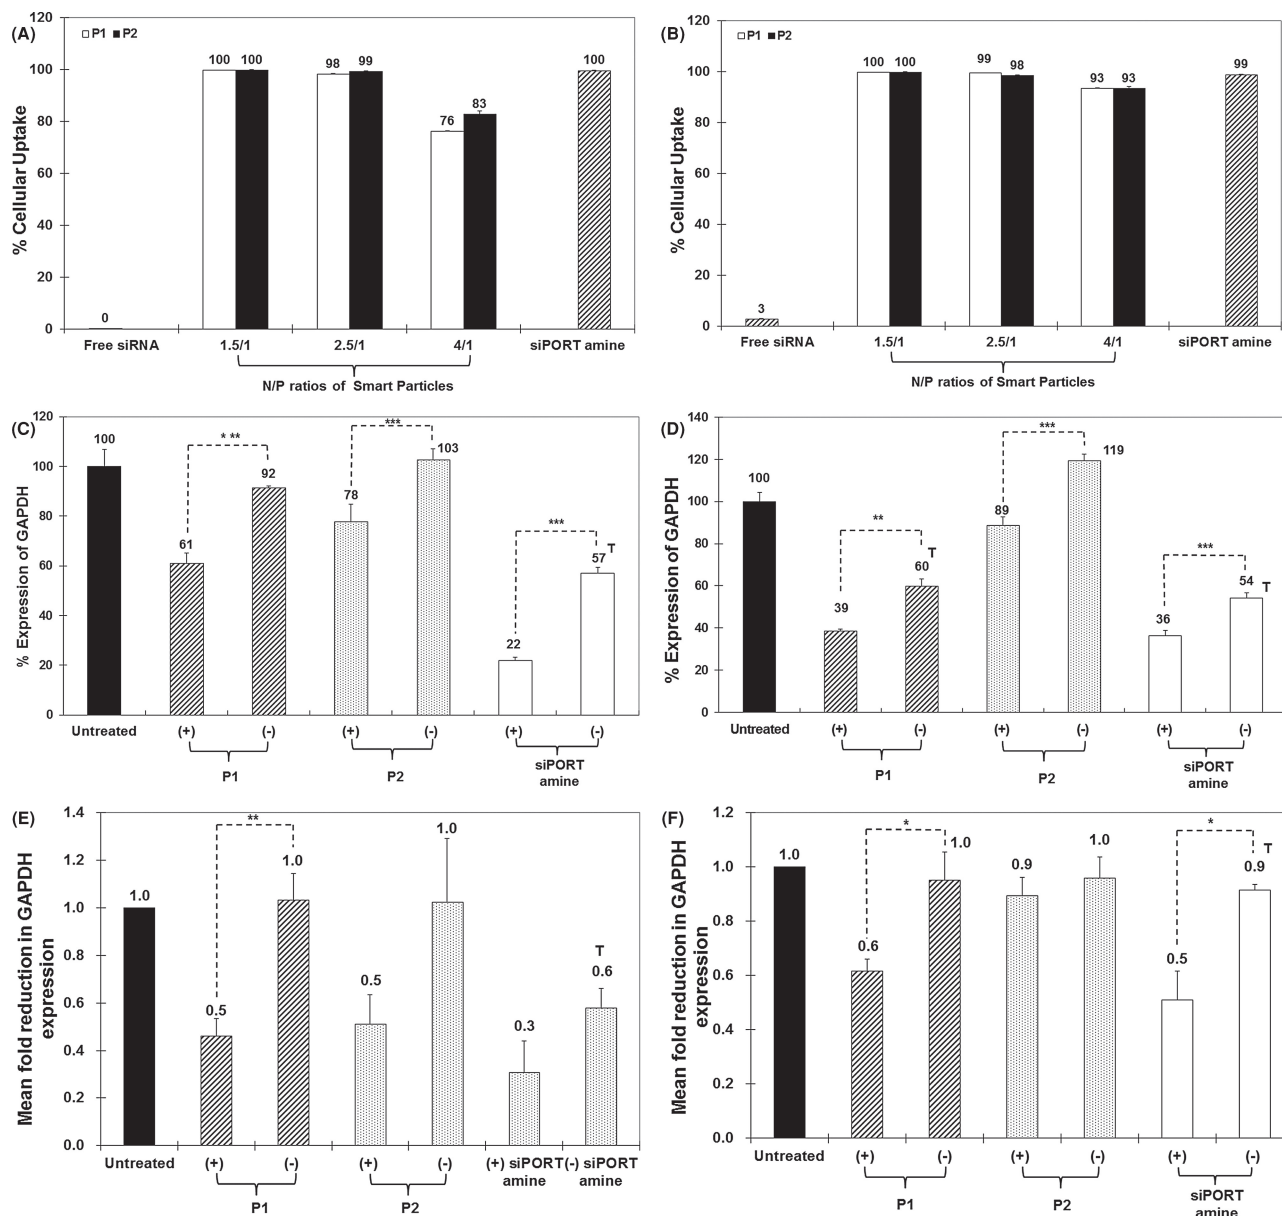 (A)
% Cellular Uptake
120
100
80
60
40
20
0
P1 P2
0
100 100
98 99
76 83
100
Free siRNA 1.5/1 2.5/1 4/1 siPORT amine
N/P ratios of Smart Particles
(B)
% Cellular Uptake
120
100
80
60
40
20
0
P1 P2
3
100 100
99 98
93 93
99
Free siRNA 1.5/1 2.5/1 4/1 siPORT amine
N/P ratios of Smart Particles
(C)
% Expression of GAPDH
120
100
80
60
40
20
0
100
* **
61 92
***
78 103
***
22 57 T
Untreated (+) (-) (+) (-) (+) (-)
P1 P2 siPORT
amine
(D)
% Expression of GAPDH
140
120
100
80
60
40
20
0
100
**
T
39 60
***
89 119
***
36 54 T
Untreated (+) (-) (+) (-) (+) (-)
P1 P2 siPORT
amine
(E)
Mean fold reduction in GAPDH
expression
1.4
1.2
1.0
0.8
0.6
0.4
0.2
0.0
1.0
**
0.5 1.0
0.5 1.0
T
0.3 0.6
Untreated (+) (-) (+) (-) (+) siPORT (-) siPORT
amine amine
P1 P2
(F)
Mean fold reduction in GAPDH
expression
1.2
1.0
0.8
0.6
0.4
0.2
0.0
1.0
*
0.6 1.0
0.9 1.0
*
T
0.5 0.9
Untreated (+) (-) (+) (-) (+) (-)
P1 P2 siPORT
amine